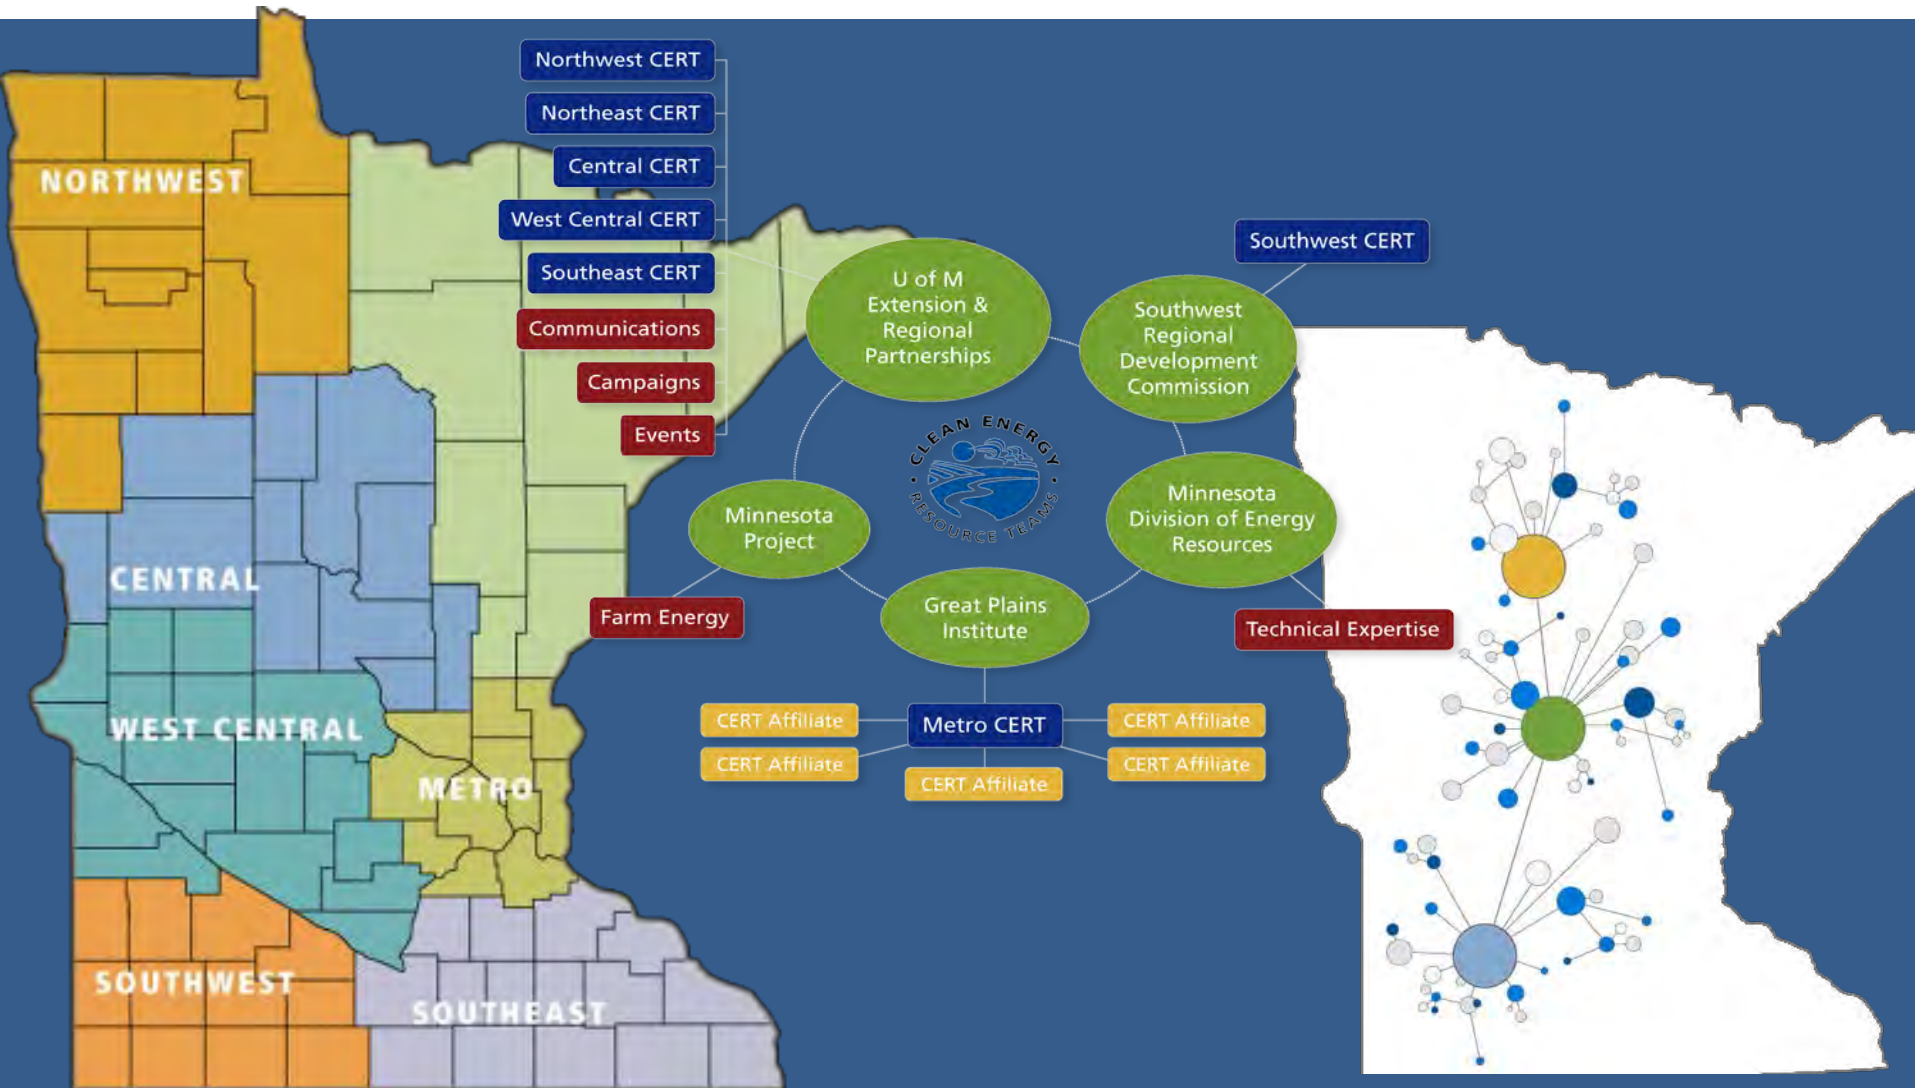 NORTHWEST
CENTRAL
WEST CENTRAL
METRO
SOUTHWEST
SOUTHEAST
Northwest CERT
Northeast CERT
Central CERT
West Central CERT
Southeast CERT
Communications
Campaigns
Events
U of M
Extension &
Regional
Partnerships
Southwest CERT
Southwest
Regional
Development
Commission
CLEAN ENERGY
RESOURCE TEAMS
Minnesota
Project
Minnesota
Division of Energy
Resources
Farm Energy
Great Plains
Institute
Technical Expertise
CERT Affiliate
Metro CERT
CERT Affiliate
CERT Affiliate
CERT Affiliate
CERT Affiliate